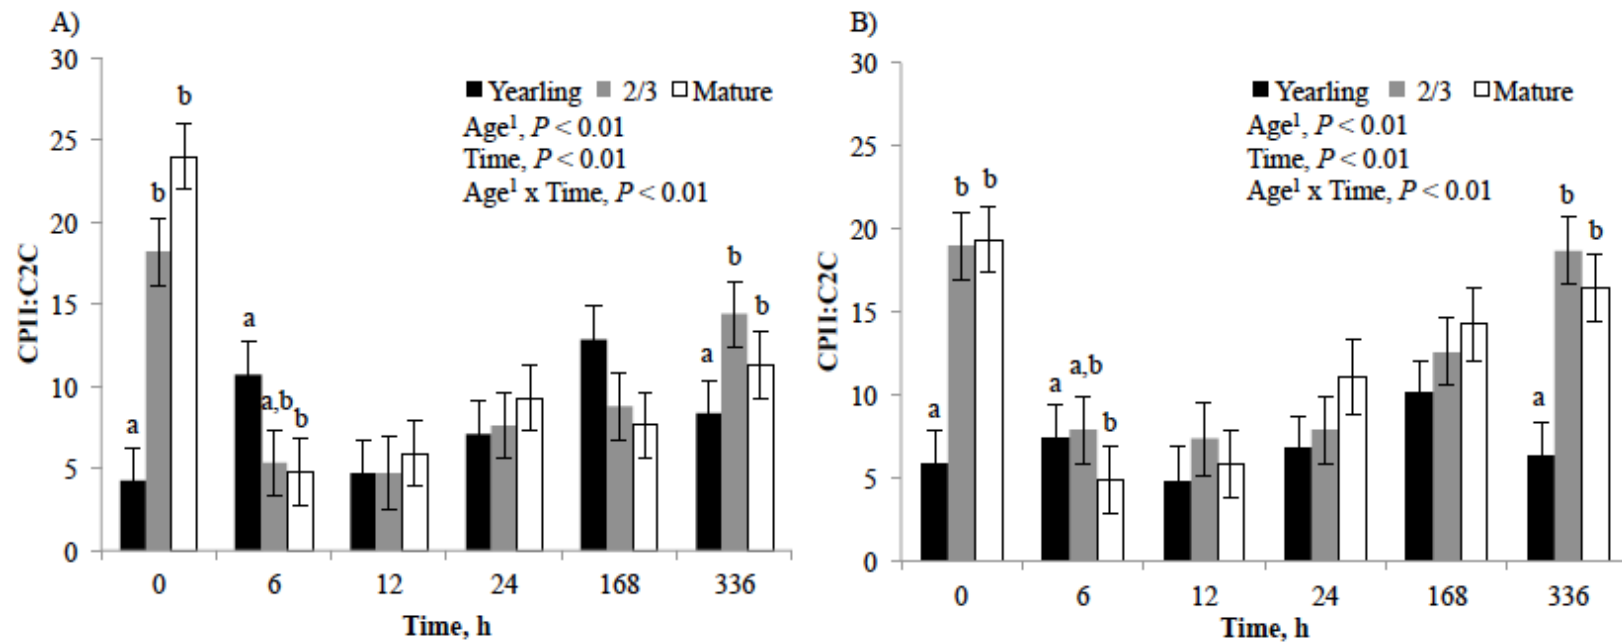 A)
30
25
20
15
10
5
0
CPII:C2C
■ Yearling ■ 2/3 □ Mature
Age¹, P < 0.01
Time, P < 0.01
Age¹ x Time, P < 0.01
a
b
b
a
a,b
b
a
b
b
0 6 12 24 168 336
Time, h
B)
30
25
20
15
10
5
0
CPII:C2C
■ Yearling ■ 2/3 □ Mature
Age¹, P < 0.01
Time, P < 0.01
Age¹ x Time, P < 0.01
a
b
b
a
a,b
b
a
b
b
0 6 12 24 168 336
Time, h